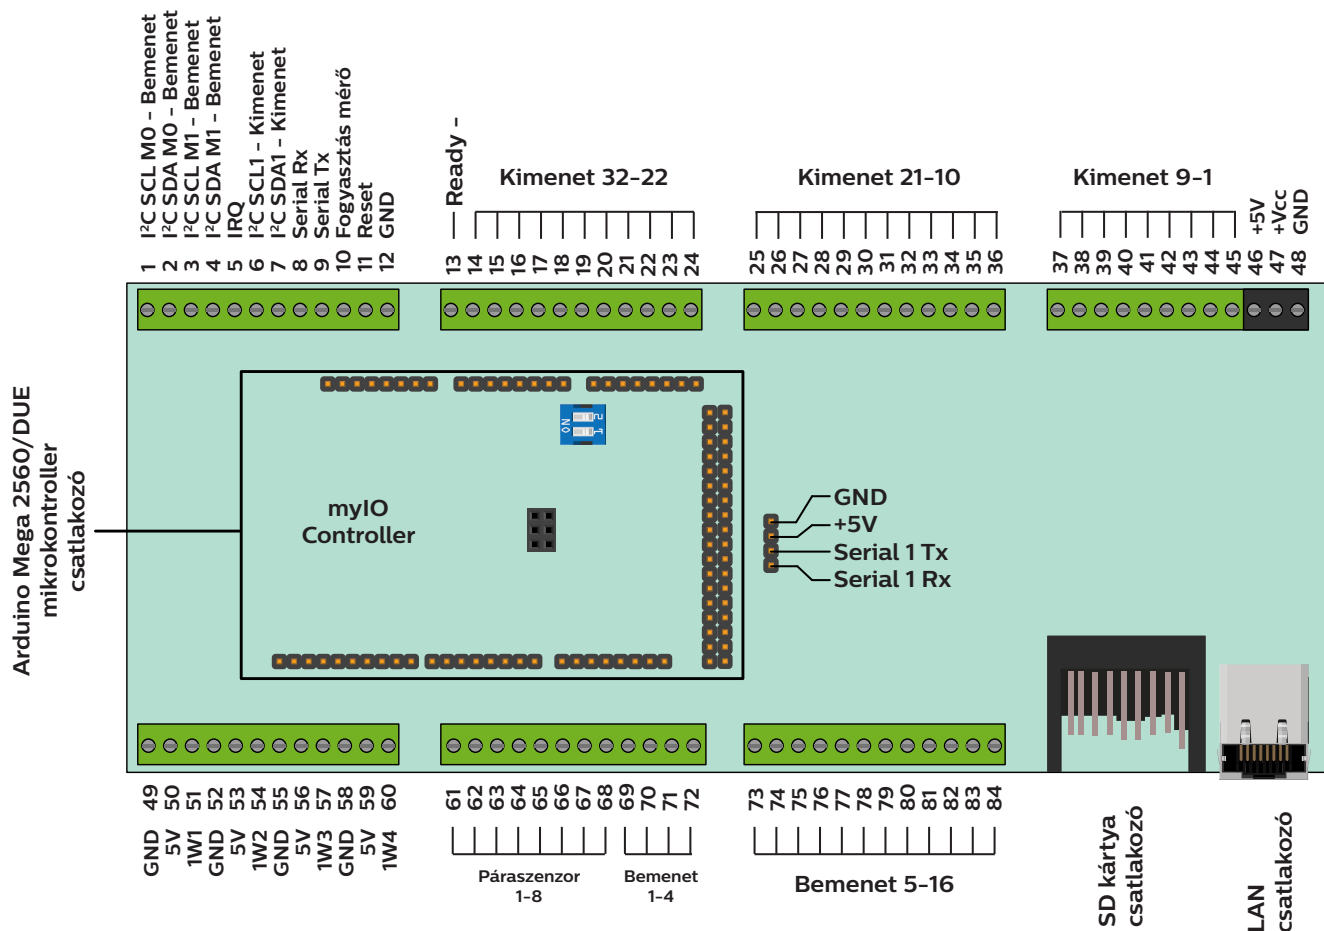 I²C SCL M0 - Bemenet
I²C SDA M0 - Bemenet
I²C SCL M1 - Bemenet
I²C SDA M1 - Bemenet
IRQ
I²C SCL1 - Kimenet
I²C SDA1 - Kimenet
Serial Rx
Serial Tx
Fogyasztás mérő
Reset
GND
1 2 3 4 5 6 7 8 9 10 11 12
Ready -
Kimenet 32-22
13 14 15 16 17 18 19 20 21 22 23 24
Kimenet 21-10
25 26 27 28 29 30 31 32 33 34 35 36
Kimenet 9-1
+5V
+Vcc
GND
37 38 39 40 41 42 43 44 45 46 47 48
Arduino Mega 2560/DUE
mikrokontroller
csatlakozó
ON
1 2
myIO
Controller
GND
+5V
Serial 1 Tx
Serial 1 Rx
49 50 51 52 53 54 55 56 57 58 59 60
GND
5V
1W1
GND
5V
1W2
GND
5V
1W3
GND
5V
1W4
61 62 63 64 65 66 67 68 69 70 71 72
Páraszenzor
1-8
Bemenet
1-4
73 74 75 76 77 78 79 80 81 82 83 84
Bemenet 5-16
SD kártya
csatlakozó
LAN
csatlakozó